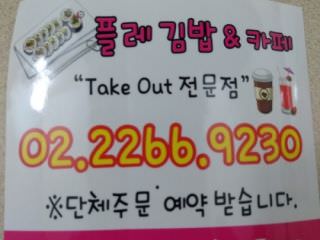 플레 김밥 & 카페
"Take Out 전문점"
02.2266.9230
※단체주문 예약 받습니다.